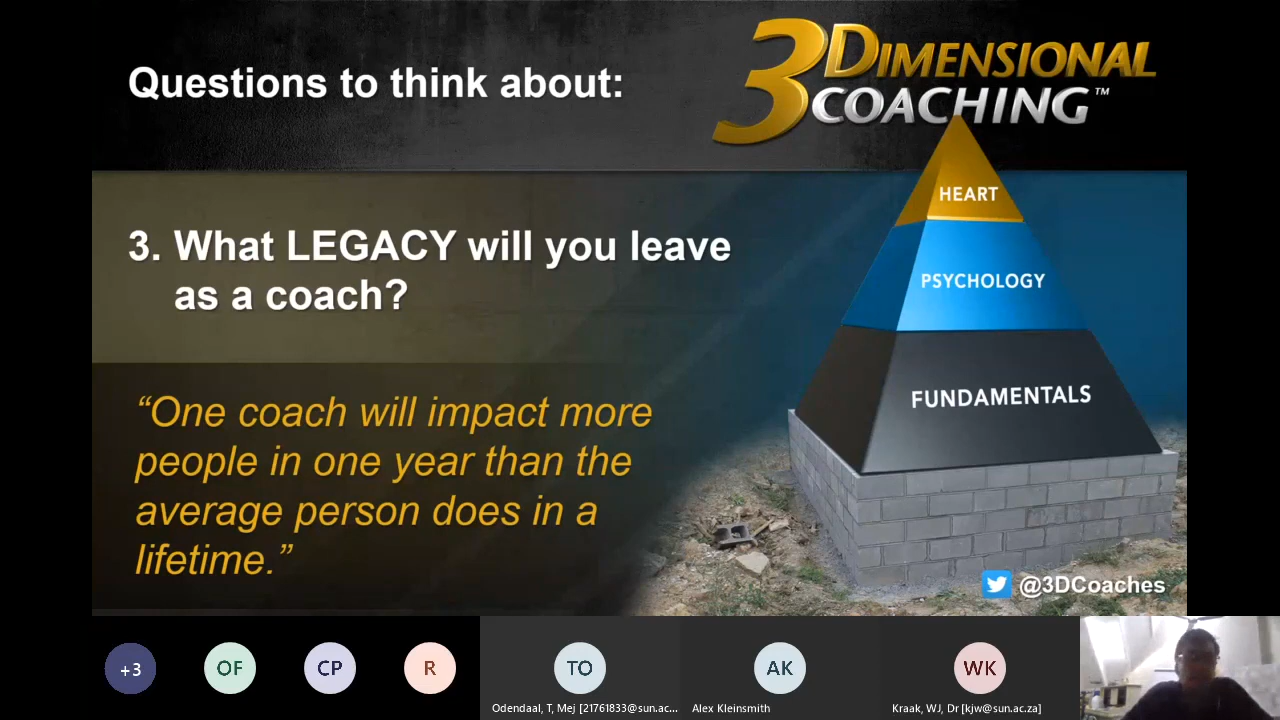 Questions to think about:
3 DIMENSIONAL
COACHING™
HEART
3. What LEGACY will you leave
as a coach?
PSYCHOLOGY
FUNDAMENTALS
“One coach will impact more
people in one year than the
average person does in a
lifetime.”
@3DCoaches
+3
OF
CP
R
TO
AK
WK
Odendaal, T, Mej [21761833@sun.ac...
Alex Kleinsmith
Kraak, WJ, Dr [kjw@sun.ac.za]